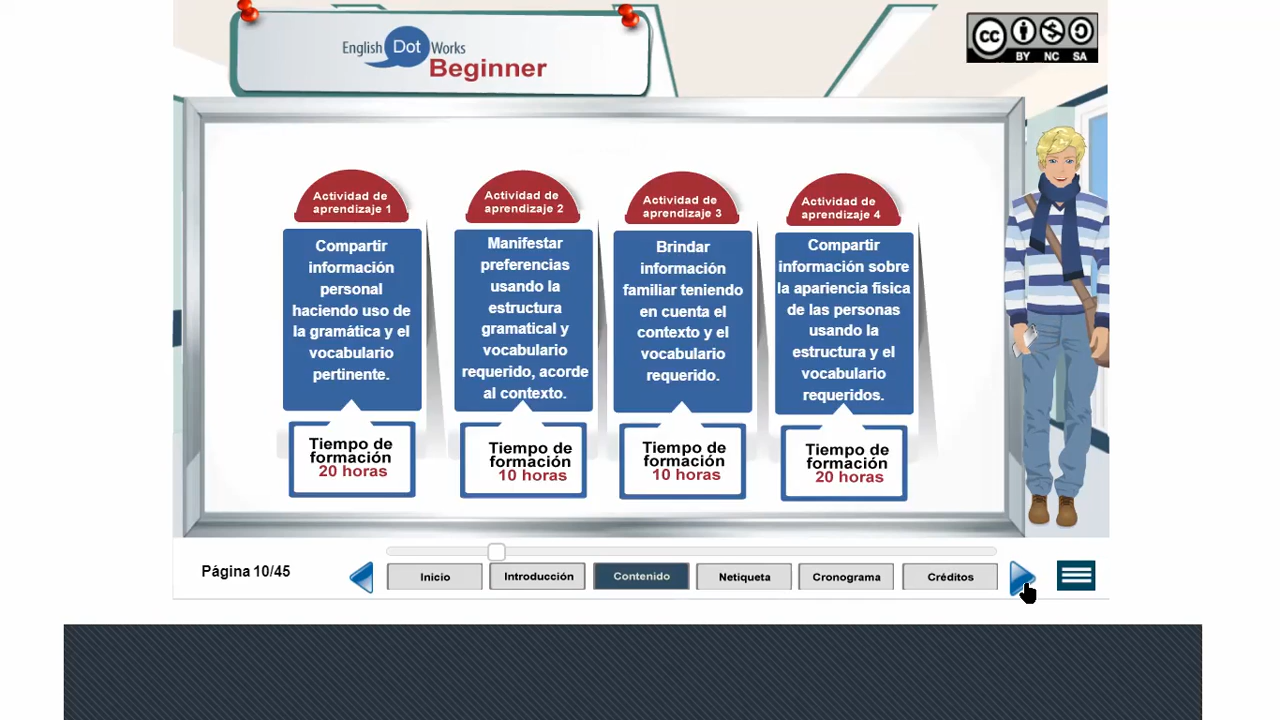 English Dot Works
Beginner
BY NC SA
Actividad de
aprendizaje 1
Compartir
información
personal
haciendo uso de
la gramática y el
vocabulario
pertinente.
Tiempo de
formación
20 horas
Actividad de
aprendizaje 2
Manifestar
preferencias
usando la
estructura
gramatical y
vocabulario
requerido, acorde
al contexto.
Tiempo de
formación
10 horas
Actividad de
aprendizaje 3
Brindar
información
familiar teniendo
en cuenta el
contexto y el
vocabulario
requerido.
Tiempo de
formación
10 horas
Actividad de
aprendizaje 4
Compartir
información sobre
la apariencia física
de las personas
usando la
estructura y el
vocabulario
requeridos.
Tiempo de
formación
20 horas
Página 10/45
Inicio
Introducción
Contenido
Netiqueta
Cronograma
Créditos